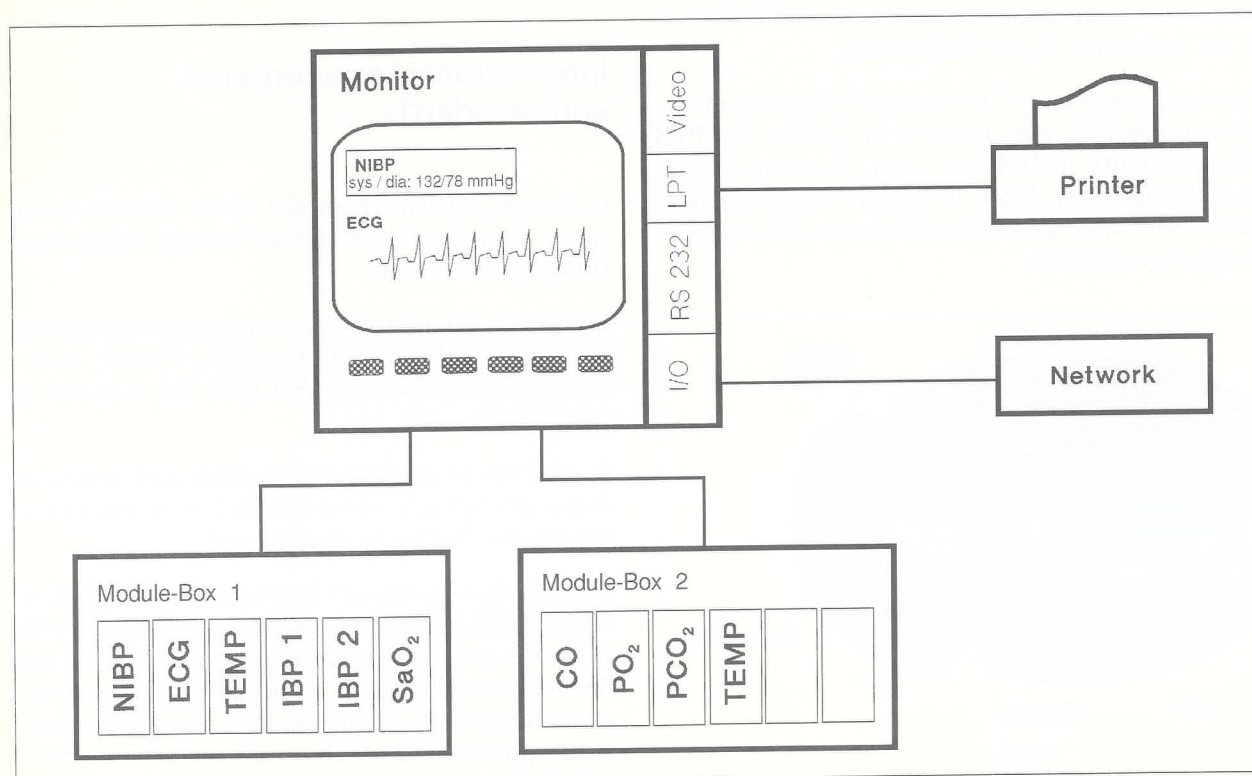 Monitor
NIBP
sys / dia: 132/78 mmHg
ECG
Video
LPT
RS 232
I/O
Printer
Network
Module-Box 1
NIBP
ECG
TEMP
IBP 1
IBP 2
SaO₂
Module-Box 2
CO
PO₂
PCO₂
TEMP